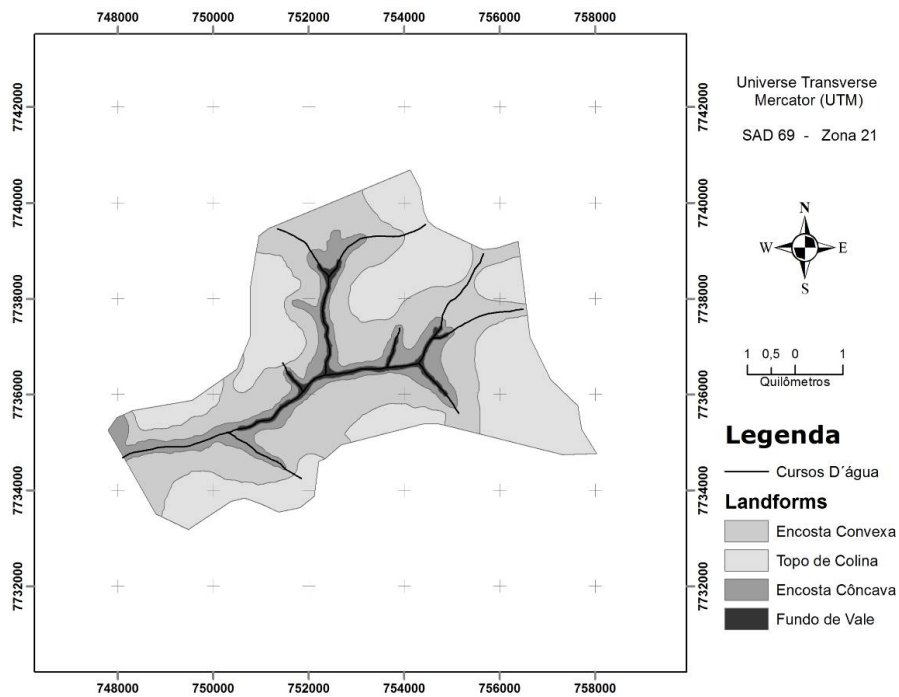 748000 750000 752000 754000 756000 758000
7742000 7742000
7740000 7740000
7738000 7738000
7736000 7736000
7734000 7734000
7732000 7732000
748000 750000 752000 754000 756000 758000
Universe Transverse
Mercator (UTM)
SAD 69 - Zona 21
N
W E
S
1 0,5 0 1
Quilômetros
Legenda
Cursos D´água
Landforms
Encosta Convexa
Topo de Colina
Encosta Côncava
Fundo de Vale